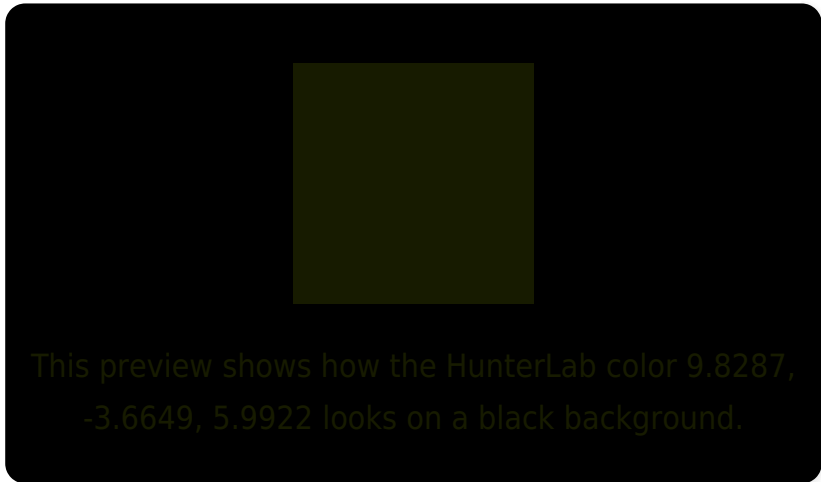 This preview shows how the HunterLab color 9.8287,
-3.6649, 5.9922 looks on a black background.